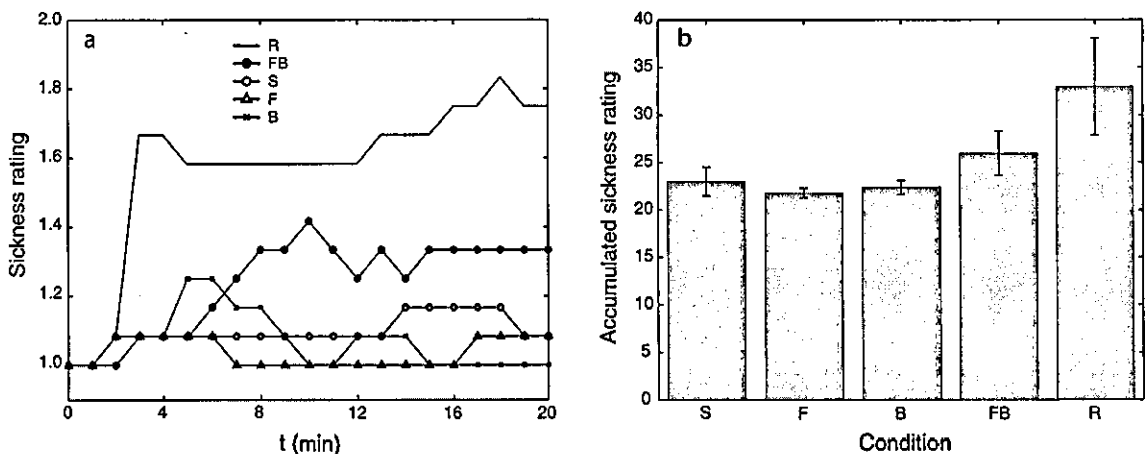 a
R
FB
S
F
B
Sickness rating
2.0
1.8
1.6
1.4
1.2
1.0
0 4 8 12 16 20
t (min)
b
Accumulated sickness rating
40
35
30
25
20
15
10
5
0
S F B FB R
Condition